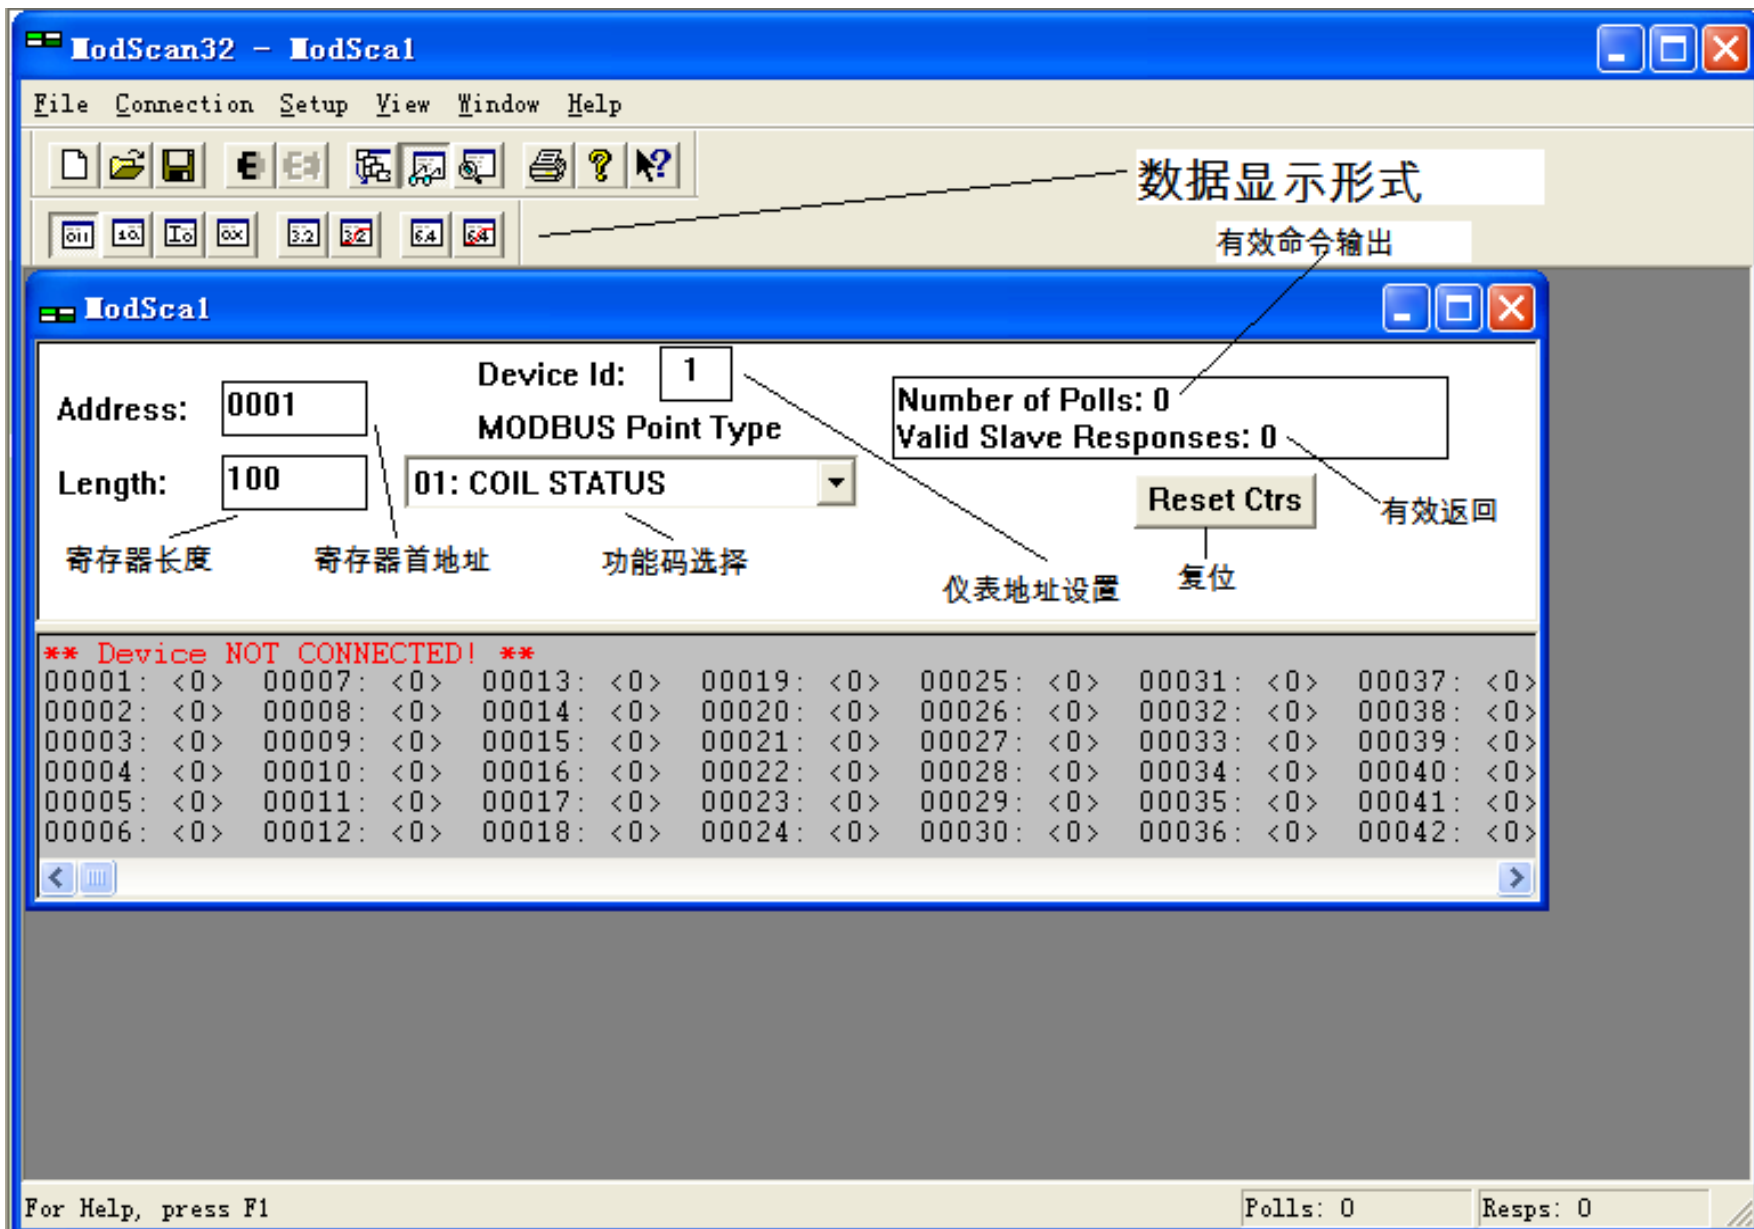 ModScan32 - ModSca1
File Connection Setup View Window Help
数据显示形式
有效命令输出
ModSca1
Device Id: 1
Address: 0001
MODBUS Point Type
Number of Polls: 0
Valid Slave Responses: 0
Length: 100
01: COIL STATUS
Reset Ctrs
有效返回
寄存器长度
寄存器首地址
功能码选择
仪表地址设置
复位
** Device NOT CONNECTED! **
00001: <0> 00007: <0> 00013: <0> 00019: <0> 00025: <0> 00031: <0> 00037: <0>
00002: <0> 00008: <0> 00014: <0> 00020: <0> 00026: <0> 00032: <0> 00038: <0>
00003: <0> 00009: <0> 00015: <0> 00021: <0> 00027: <0> 00033: <0> 00039: <0>
00004: <0> 00010: <0> 00016: <0> 00022: <0> 00028: <0> 00034: <0> 00040: <0>
00005: <0> 00011: <0> 00017: <0> 00023: <0> 00029: <0> 00035: <0> 00041: <0>
00006: <0> 00012: <0> 00018: <0> 00024: <0> 00030: <0> 00036: <0> 00042: <0>
For Help, press F1
Polls: 0
Resps: 0